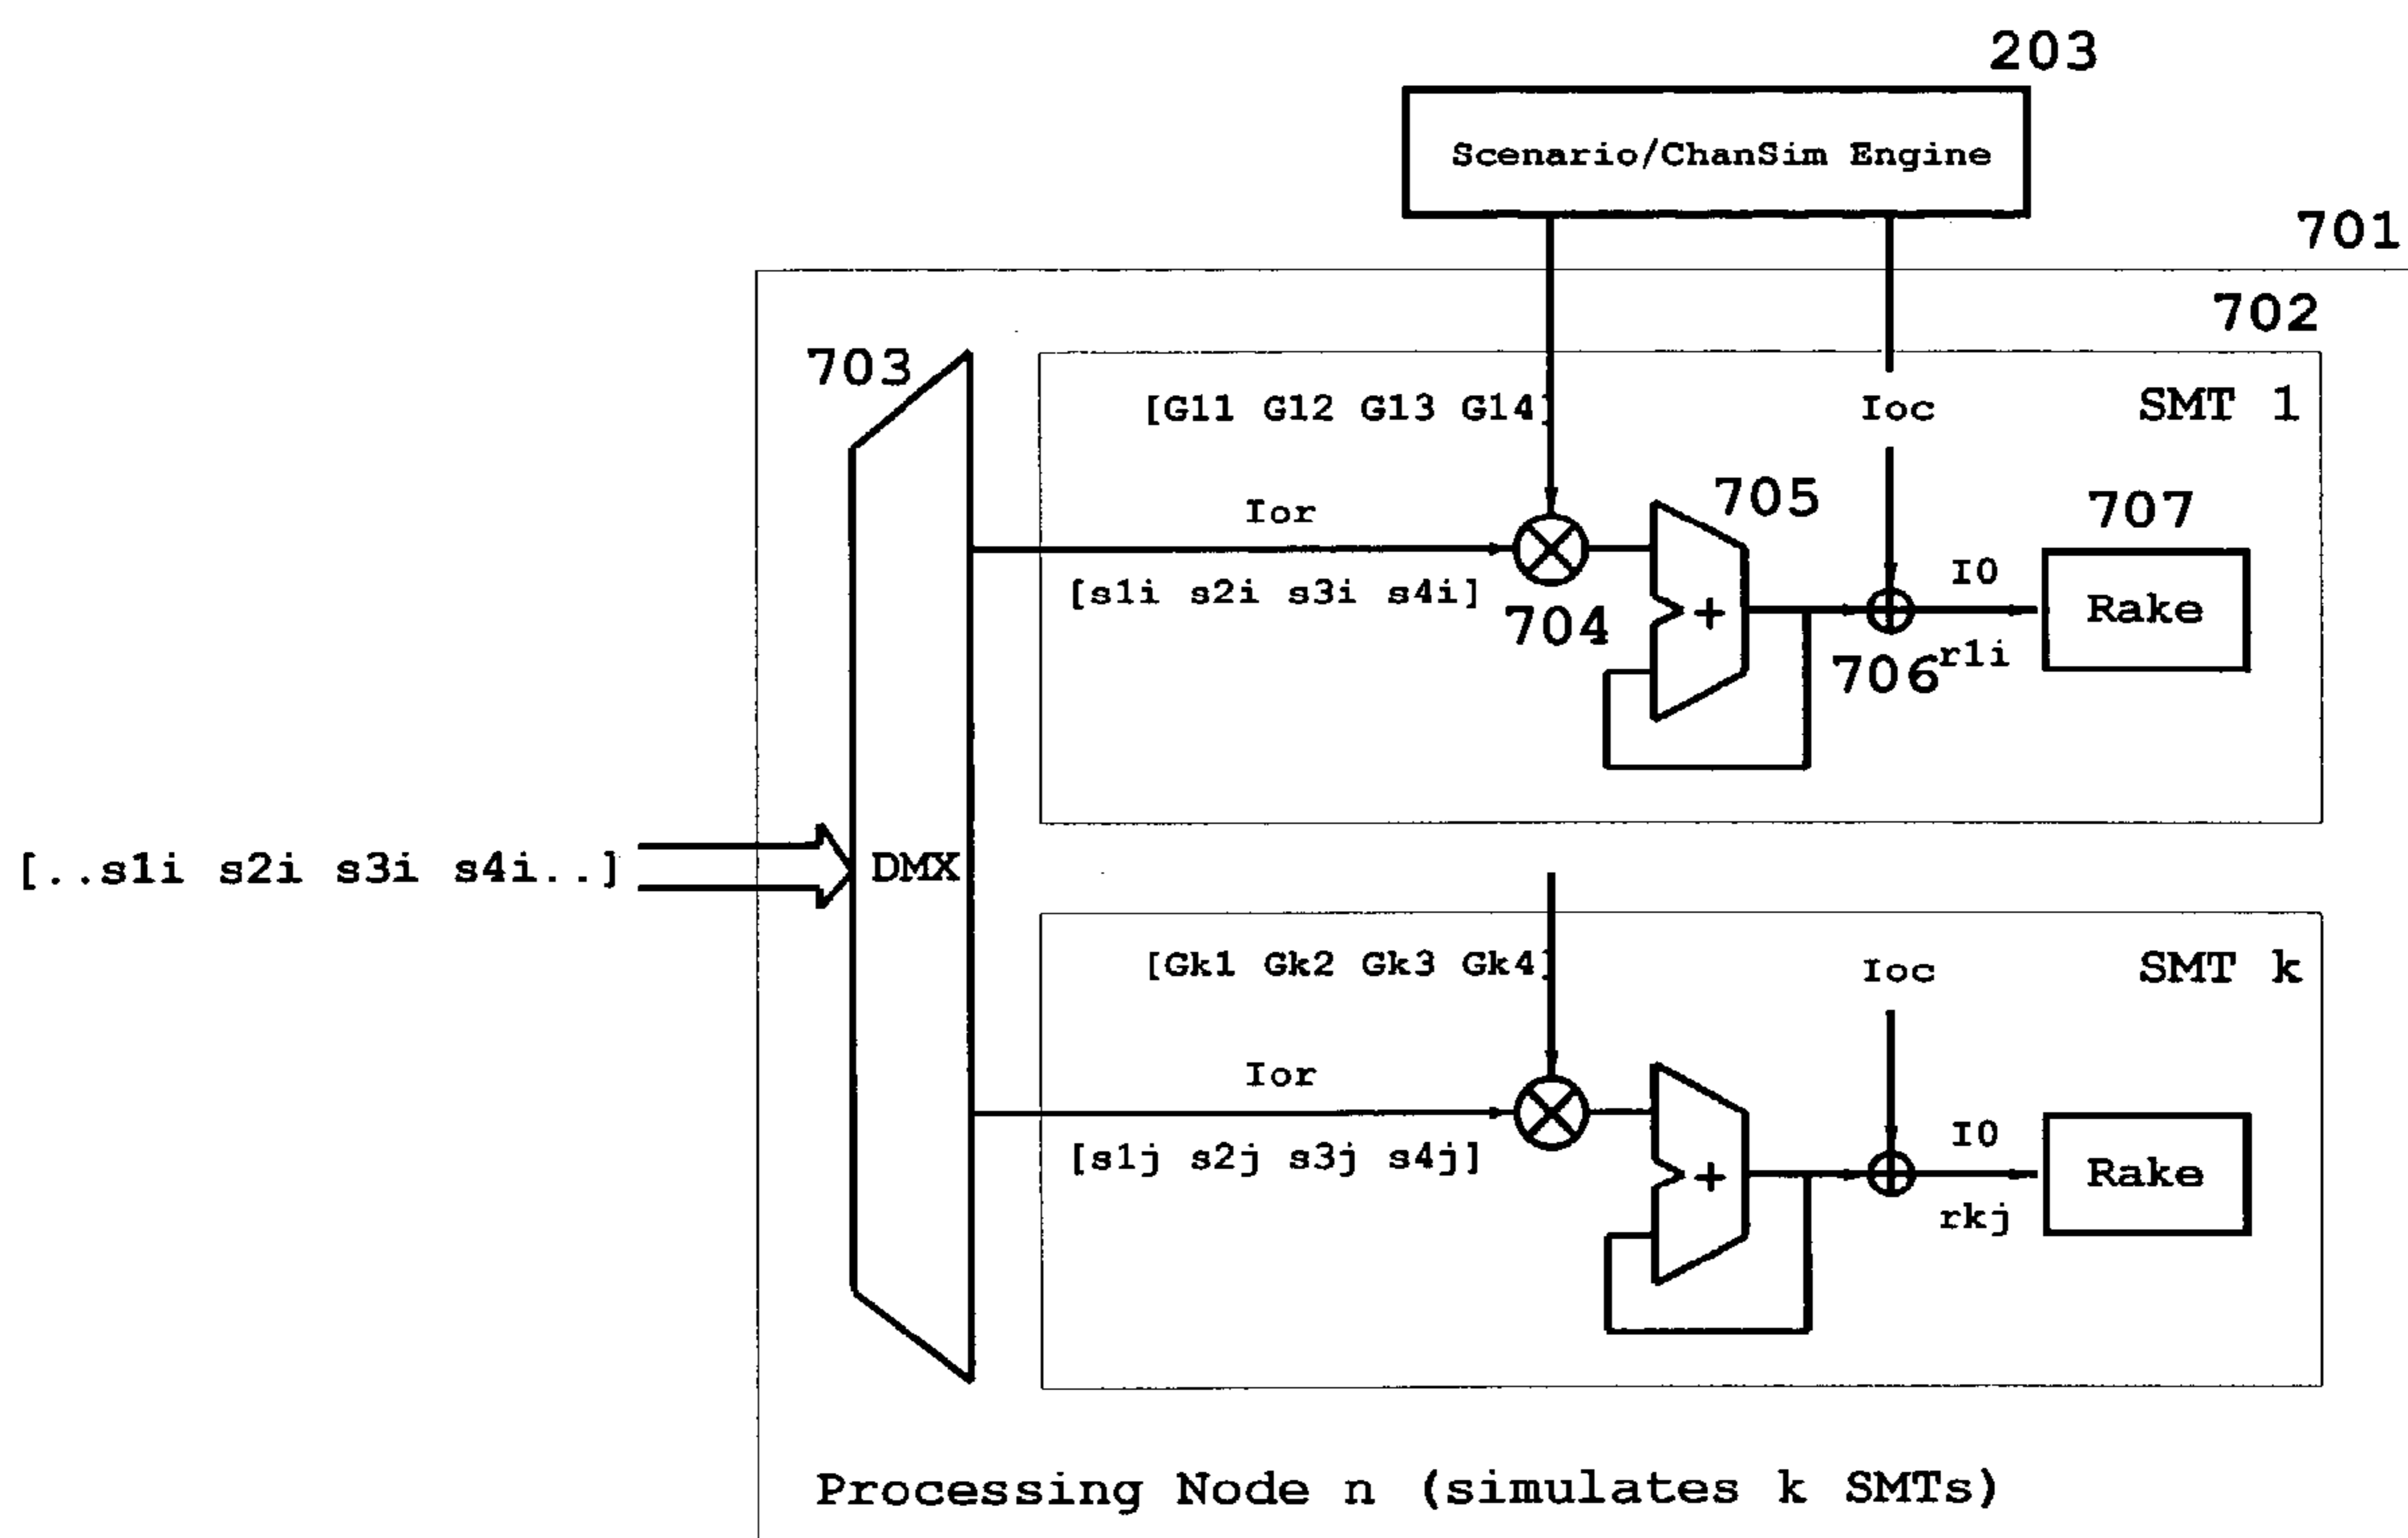 203
Scenario/ChanSim Engine
701
702
703
[G11 G12 G13 G14]
Ioc
SMT 1
Ior
705
707
[s1i s2i s3i s4i]
704
+
I0
Rake
706
r1i
[..s1i s2i s3i s4i..]
DMX
[Gk1 Gk2 Gk3 Gk4]
Ioc
SMT k
Ior
[s1j s2j s3j s4j]
+
I0
Rake
rkj
Processing Node n (simulates k SMTs)